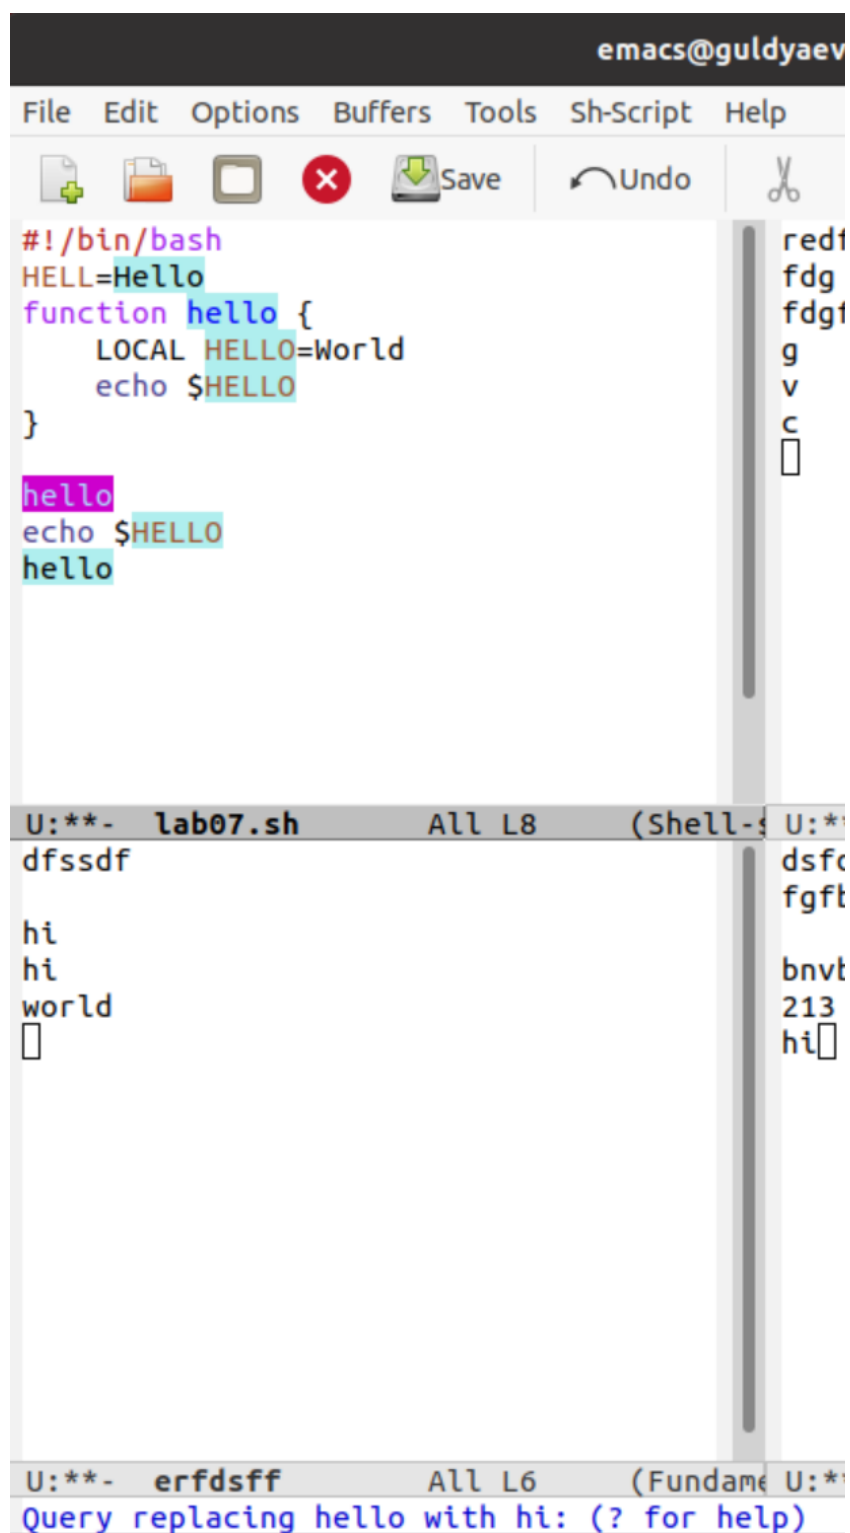 emacs@guldyaev
File Edit Options Buffers Tools Sh-Script Help
Save Undo
#!/bin/bash
HELL=Hello
function hello {
    LOCAL HELLO=World
    echo $HELLO
}
hello
echo $HELLO
hello
U:**-  lab07.sh       All L8     (Shell-s
fdg
g
v
c
U:**
dfssdf
hi
hi
world
U:**-  erfdsff        All L6     (Fundame
213
hi
U:**
Query replacing hello with hi: (? for help)